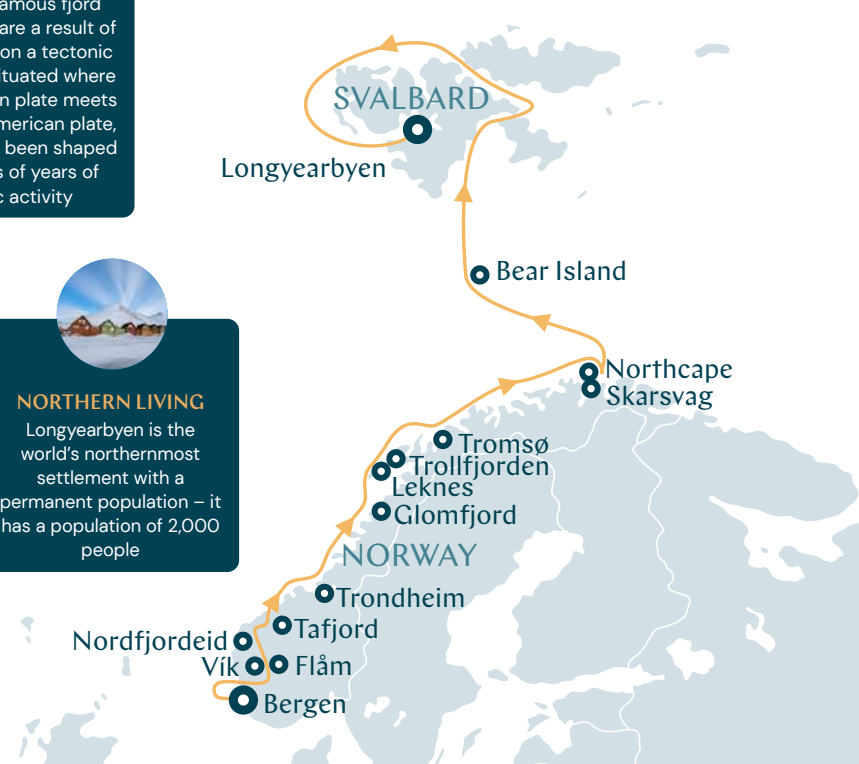 amous fjord
are a result of
on a tectonic
ituated where
n plate meets
merican plate,
been shaped
s of years of
c activity
SVALBARD
Longyearbyen
Bear Island
NORTHERN LIVING
Longyearbyen is the
world's northernmost
settlement with a
permanent population – it
has a population of 2,000
people
Northcape
Skarsvag
Tromsø
Trollfjorden
Leknes
Glomfjord
NORWAY
Trondheim
Tafjord
Nordfjordeid
Vík
Flåm
Bergen